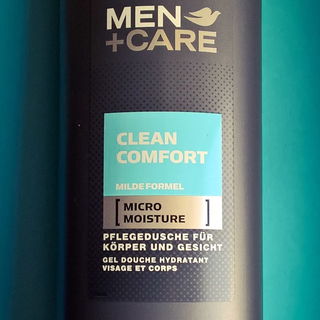 MEN
+CARE
CLEAN
COMFORT
MILDE FORMEL
[ MICRO
MOISTURE ]
PFLEGEDUSCHE FÜR
KÖRPER UND GESICHT
GEL DOUCHE HYDRATANT
VISAGE ET CORPS